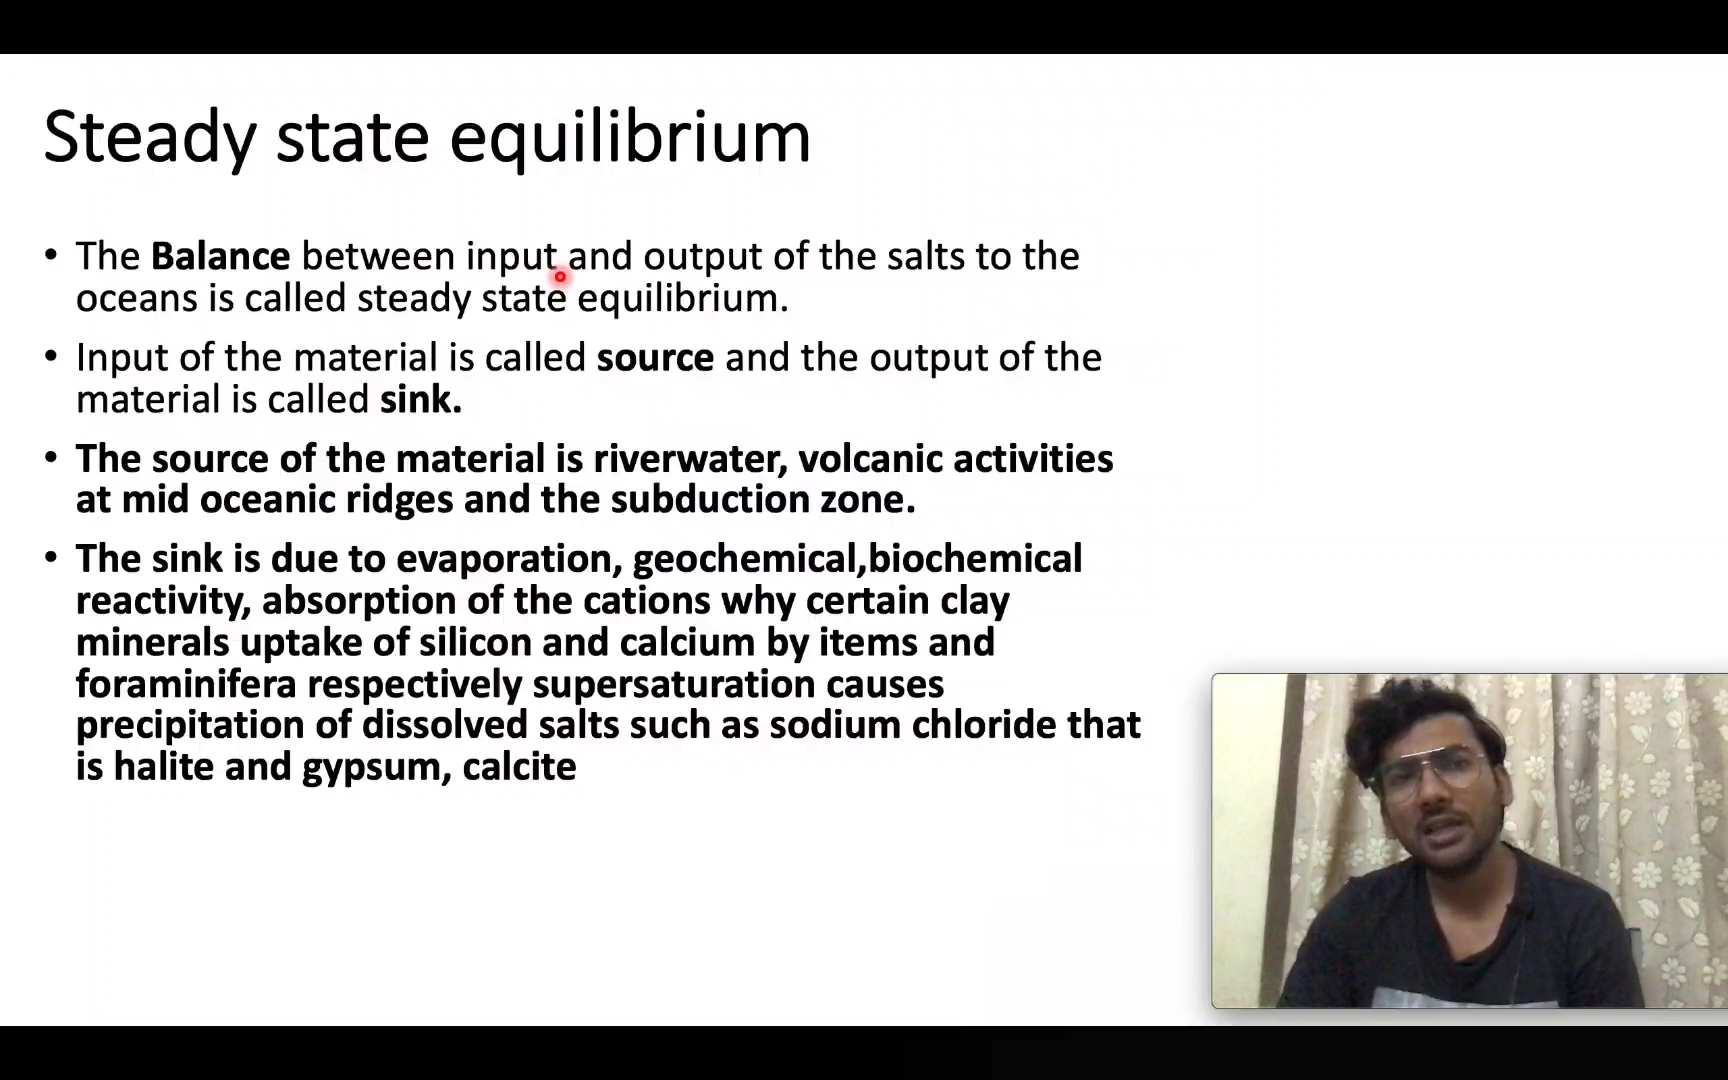 Steady state equilibrium
• The Balance between input and output of the salts to the
oceans is called steady state equilibrium.
• Input of the material is called source and the output of the
material is called sink.
• The source of the material is riverwater, volcanic activities
at mid oceanic ridges and the subduction zone.
• The sink is due to evaporation, geochemical,biochemical
reactivity, absorption of the cations why certain clay
minerals uptake of silicon and calcium by items and
foraminifera respectively supersaturation causes
precipitation of dissolved salts such as sodium chloride that
is halite and gypsum, calcite